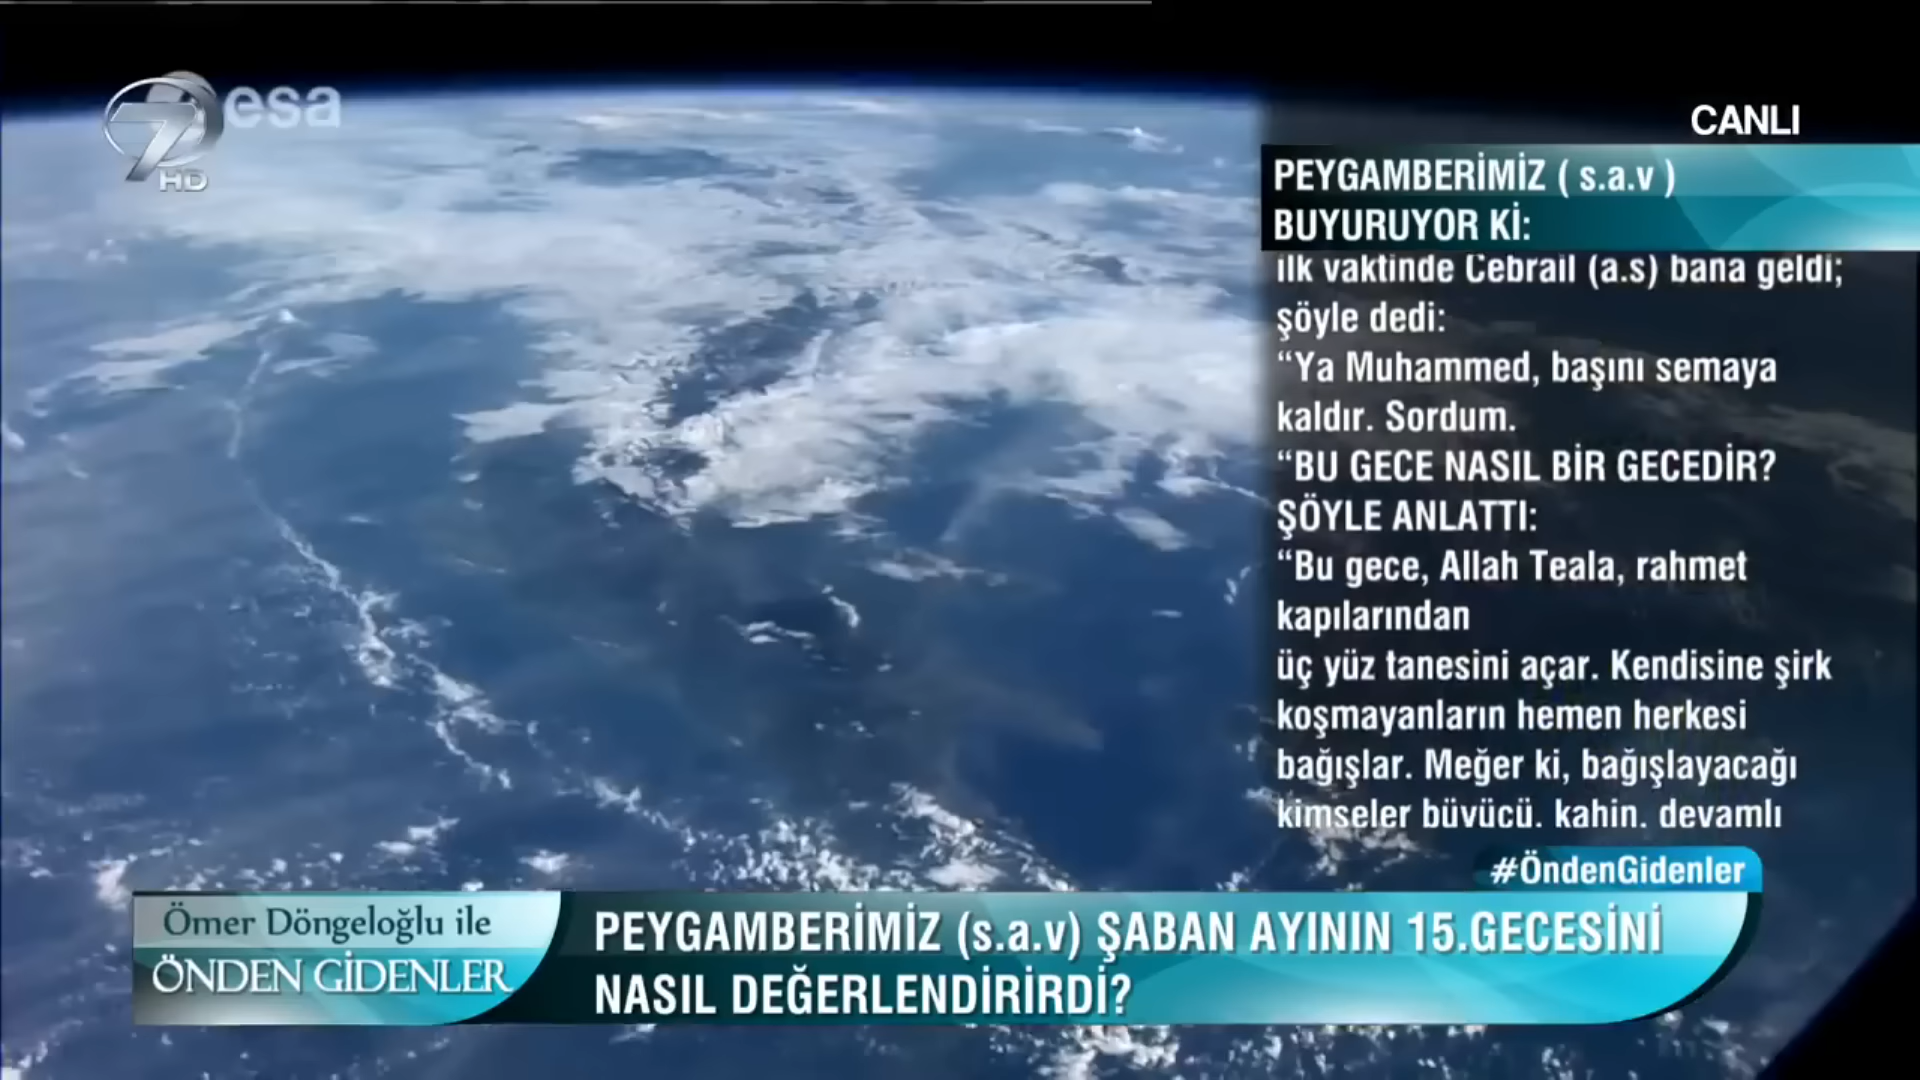 esa
7
HD
CANLI
PEYGAMBERİMİZ ( s.a.v )
BUYURUYOR Kİ:
ilk vaktinde Cebrail (a.s) bana geldi;
şöyle dedi:
“Ya Muhammed, başını semaya
kaldır. Sordum.
“BU GECE NASIL BİR GECEDİR?
ŞÖYLE ANLATTI:
“Bu gece, Allah Teala, rahmet
kapılarından
üç yüz tanesini açar. Kendisine şirk
koşmayanların hemen herkesi
bağışlar. Meğer ki, bağışlayacağı
kimseler büyücü, kahin, devamlı
#ÖndenGidenler
Ömer Döngeloğlu ile
ÖNDEN GİDENLER
PEYGAMBERİMİZ (s.a.v) ŞABAN AYININ 15.GECESİNİ
NASIL DEĞERLENDİRİRDİ?